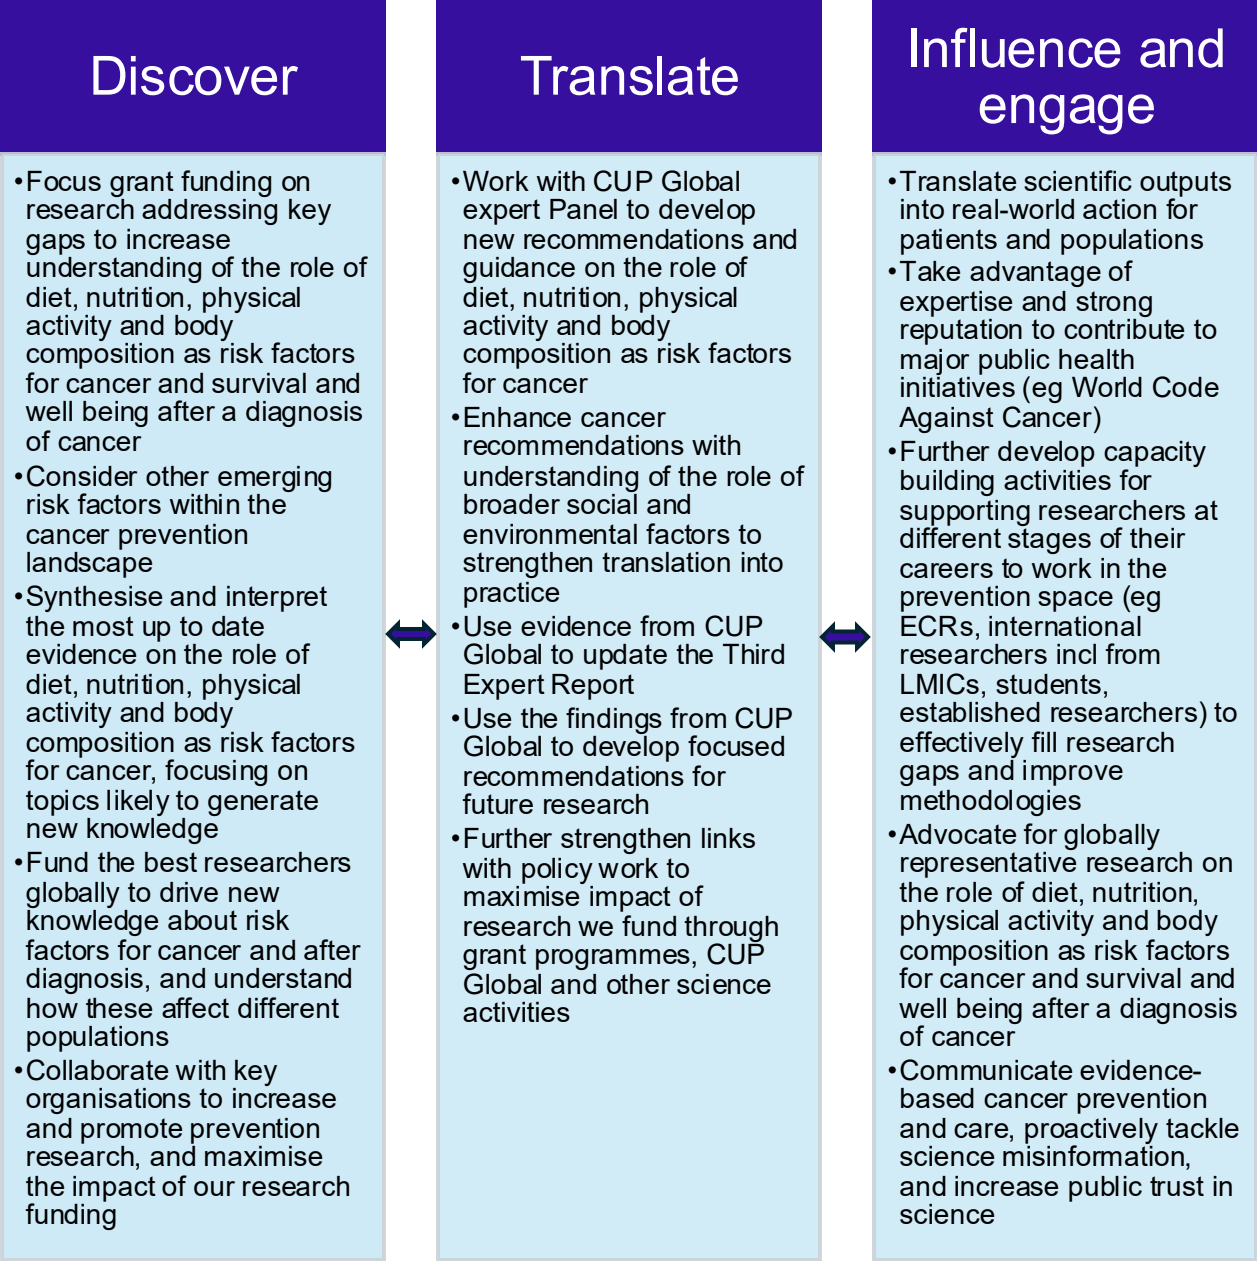 Discover
•Focus grant funding on
research addressing key
gaps to increase
understanding of the role of
diet, nutrition, physical
activity and body
composition as risk factors
for cancer and survival and
well being after a diagnosis
of cancer
•Consider other emerging
risk factors within the
cancer prevention
landscape
•Synthesise and interpret
the most up to date
evidence on the role of
diet, nutrition, physical
activity and body
composition as risk factors
for cancer, focusing on
topics likely to generate
new knowledge
•Fund the best researchers
globally to drive new
knowledge about risk
factors for cancer and after
diagnosis, and understand
how these affect different
populations
•Collaborate with key
organisations to increase
and promote prevention
research, and maximise
the impact of our research
funding
Translate
•Work with CUP Global
expert Panel to develop
new recommendations and
guidance on the role of
diet, nutrition, physical
activity and body
composition as risk factors
for cancer
•Enhance cancer
recommendations with
understanding of the role of
broader social and
environmental factors to
strengthen translation into
practice
•Use evidence from CUP
Global to update the Third
Expert Report
•Use the findings from CUP
Global to develop focused
recommendations for
future research
•Further strengthen links
with policy work to
maximise impact of
research we fund through
grant programmes, CUP
Global and other science
activities
Influence and
engage
•Translate scientific outputs
into real-world action for
patients and populations
•Take advantage of
expertise and strong
reputation to contribute to
major public health
initiatives (eg World Code
Against Cancer)
•Further develop capacity
building activities for
supporting researchers at
different stages of their
careers to work in the
prevention space (eg
ECRs, international
researchers incl from
LMICs, students,
established researchers) to
effectively fill research
gaps and improve
methodologies
•Advocate for globally
representative research on
the role of diet, nutrition,
physical activity and body
composition as risk factors
for cancer and survival and
well being after a diagnosis
of cancer
•Communicate evidence-
based cancer prevention
and care, proactively tackle
science misinformation,
and increase public trust in
science